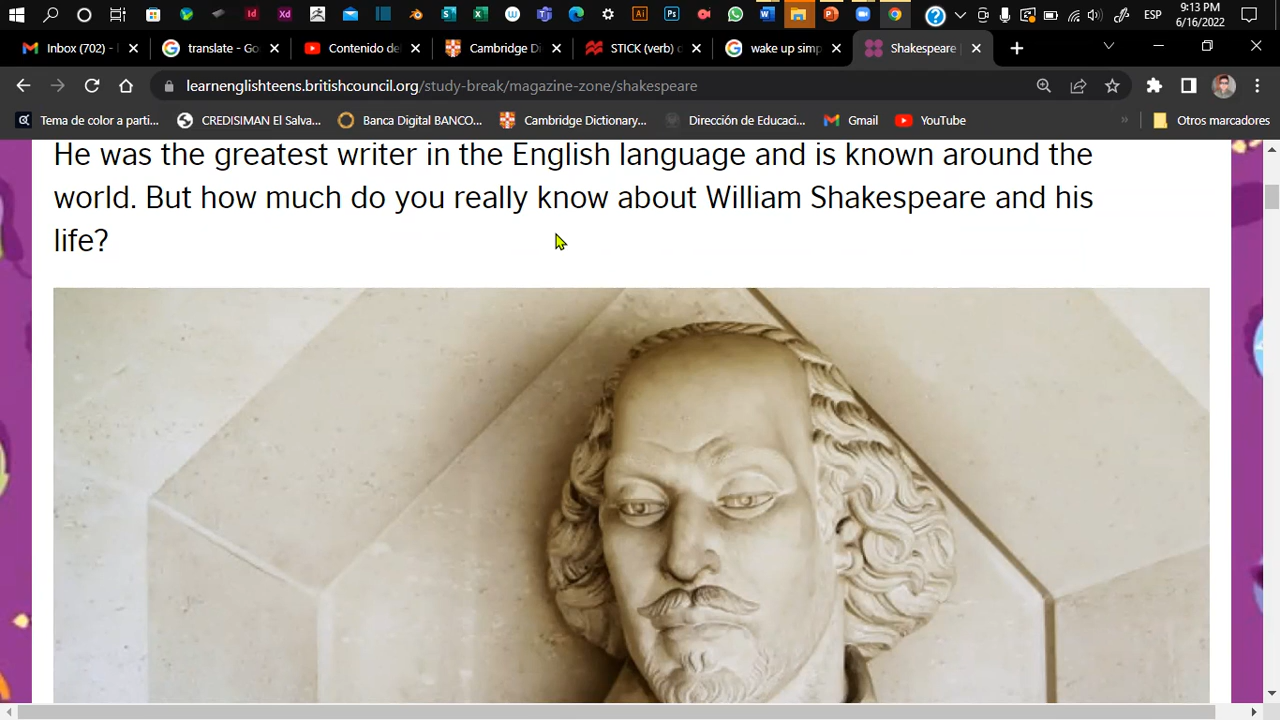 9:13 PM
ESP
6/16/2022
Inbox (702) -
translate - Go
Contenido de
Cambridge Di
STICK (verb)
wake up simp
Shakespeare
learnenglishteens.britishcouncil.org/study-break/magazine-zone/shakespeare
Tema de color a parti...
CREDISIMAN El Salva...
Banca Digital BANCO...
Cambridge Dictionary...
Dirección de Educaci...
Gmail
YouTube
»
Otros marcadores
He was the greatest writer in the English language and is known around the
world. But how much do you really know about William Shakespeare and his
life?